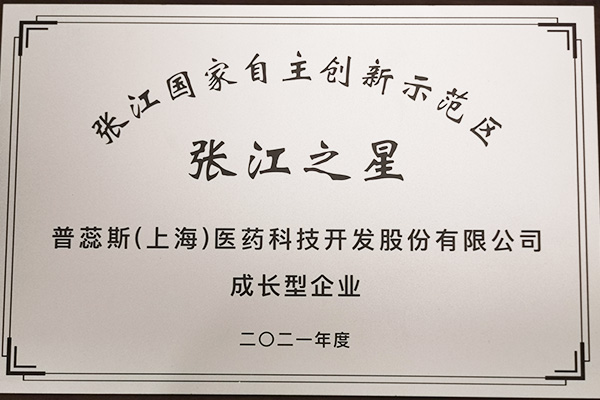 张江国家自主创新示范区
张江之星
普蕊斯(上海)医药科技开发股份有限公司
成长型企业
二〇二一年度